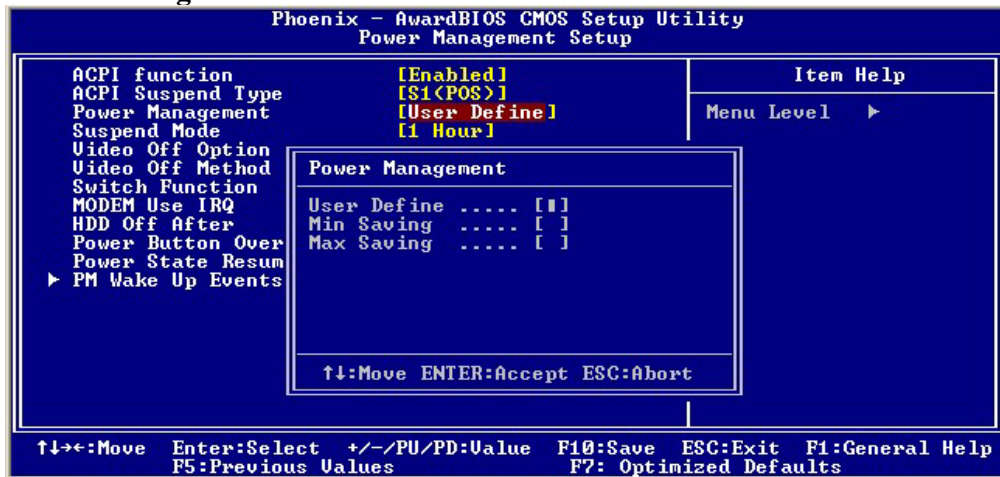 Phoenix - AwardBIOS CMOS Setup Utility
Power Management Setup
ACPI function [Enabled]
ACPI Suspend Type [S1(POS)]
Power Management [User Define]
Suspend Mode [1 Hour]
Video Off Option
Video Off Method
Switch Function
MODEM Use IRQ
HDD Off After
Power Button Over
Power State Resum
► PM Wake Up Events
Power Management
User Define ..... [▮]
Min Saving ..... [ ]
Max Saving ..... [ ]
↑↓:Move ENTER:Accept ESC:Abort
Item Help
Menu Level ►
↑↓→←:Move Enter:Select +/-/PU/PD:Value F10:Save ESC:Exit F1:General Help
F5:Previous Values F7: Optimized Defaults